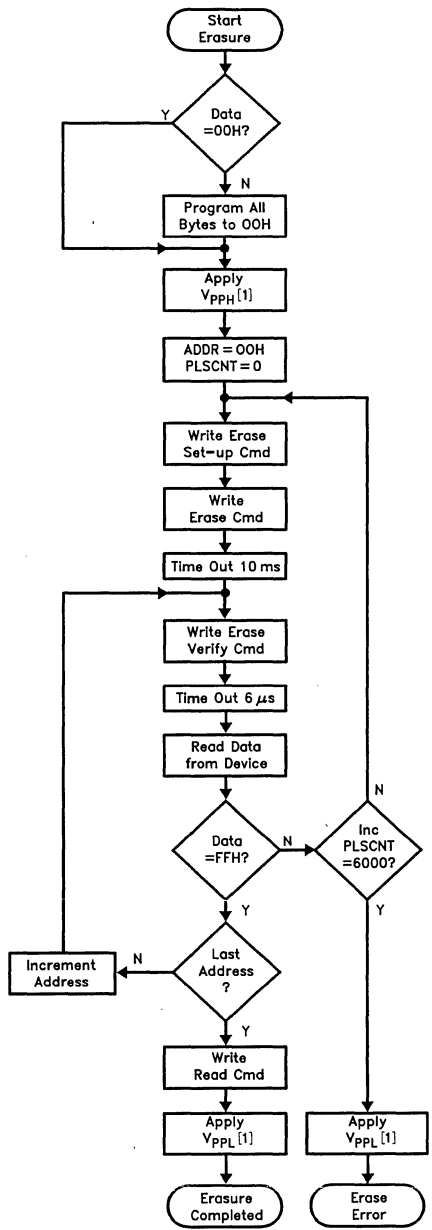 Start
Erasure
Y
Data
=00H?
N
Program All
Bytes to 00H
Apply
VPPH[1]
ADDR=00H
PLSCNT=0
Write Erase
Set-up Cmd
Write
Erase Cmd
Time Out 10 ms
Write Erase
Verify Cmd
Time Out 6 μs
Read Data
from Device
Data
=FFH?
N
Inc
PLSCNT
=6000?
N
Y
Y
Last
Address
?
N
Increment
Address
Y
Write
Read Cmd
Apply
VPPL[1]
Apply
VPPL[1]
Erasure
Completed
Erase
Error